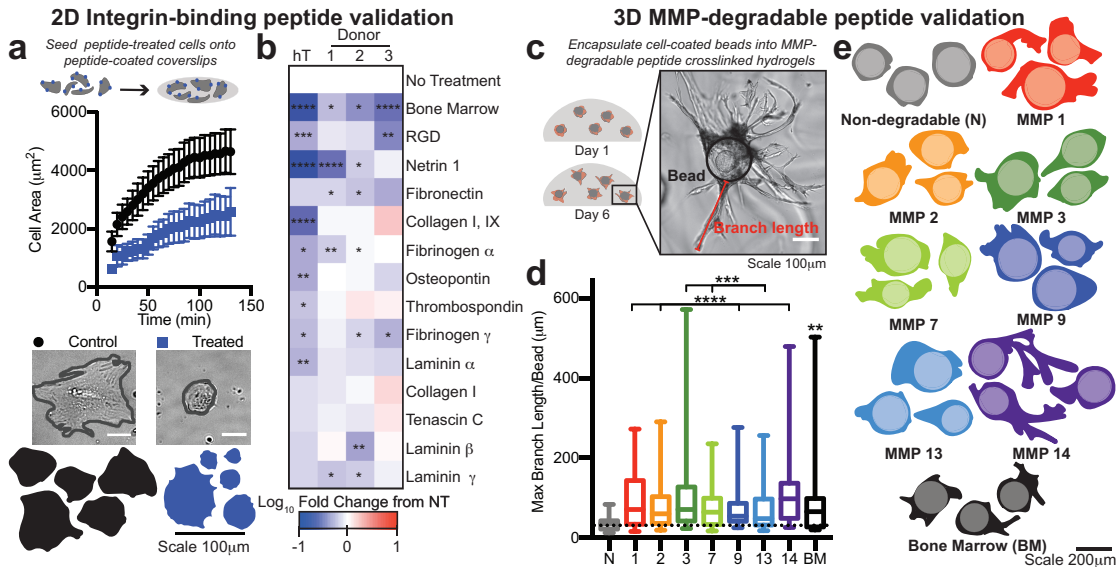 2D Integrin-binding peptide validation
3D MMP-degradable peptide validation
a
Seed peptide-treated cells onto
peptide-coated coverslips
6000
4000
2000
0
Cell Area (μm²)
0 50 100 150
Time (min)
Control
Treated
Scale 100μm
b
Donor
hT 1 2 3
No Treatment
**** * * **** Bone Marrow
*** ** RGD
**** **** * Netrin 1
* * Fibronectin
**** Collagen I, IX
* ** * Fibrinogen α
** Osteopontin
* Thrombospondin
* * * Fibrinogen γ
** Laminin α
Collagen I
Tenascin C
** Laminin β
* * Laminin γ
Log10 Fold Change from NT
-1 0 1
c
Encapsulate cell-coated beads into MMP-
degradable peptide crosslinked hydrogels
Day 1
Day 6
Bead
Branch length
Scale 100μm
d
Max Branch Length/Bead (μm)
600
400
200
0
***
****
**
N 1 2 3 7 9 13 14 BM
e
Non-degradable (N)
MMP 1
MMP 2
MMP 3
MMP 7
MMP 9
MMP 13
MMP 14
Bone Marrow (BM)
Scale 200μm